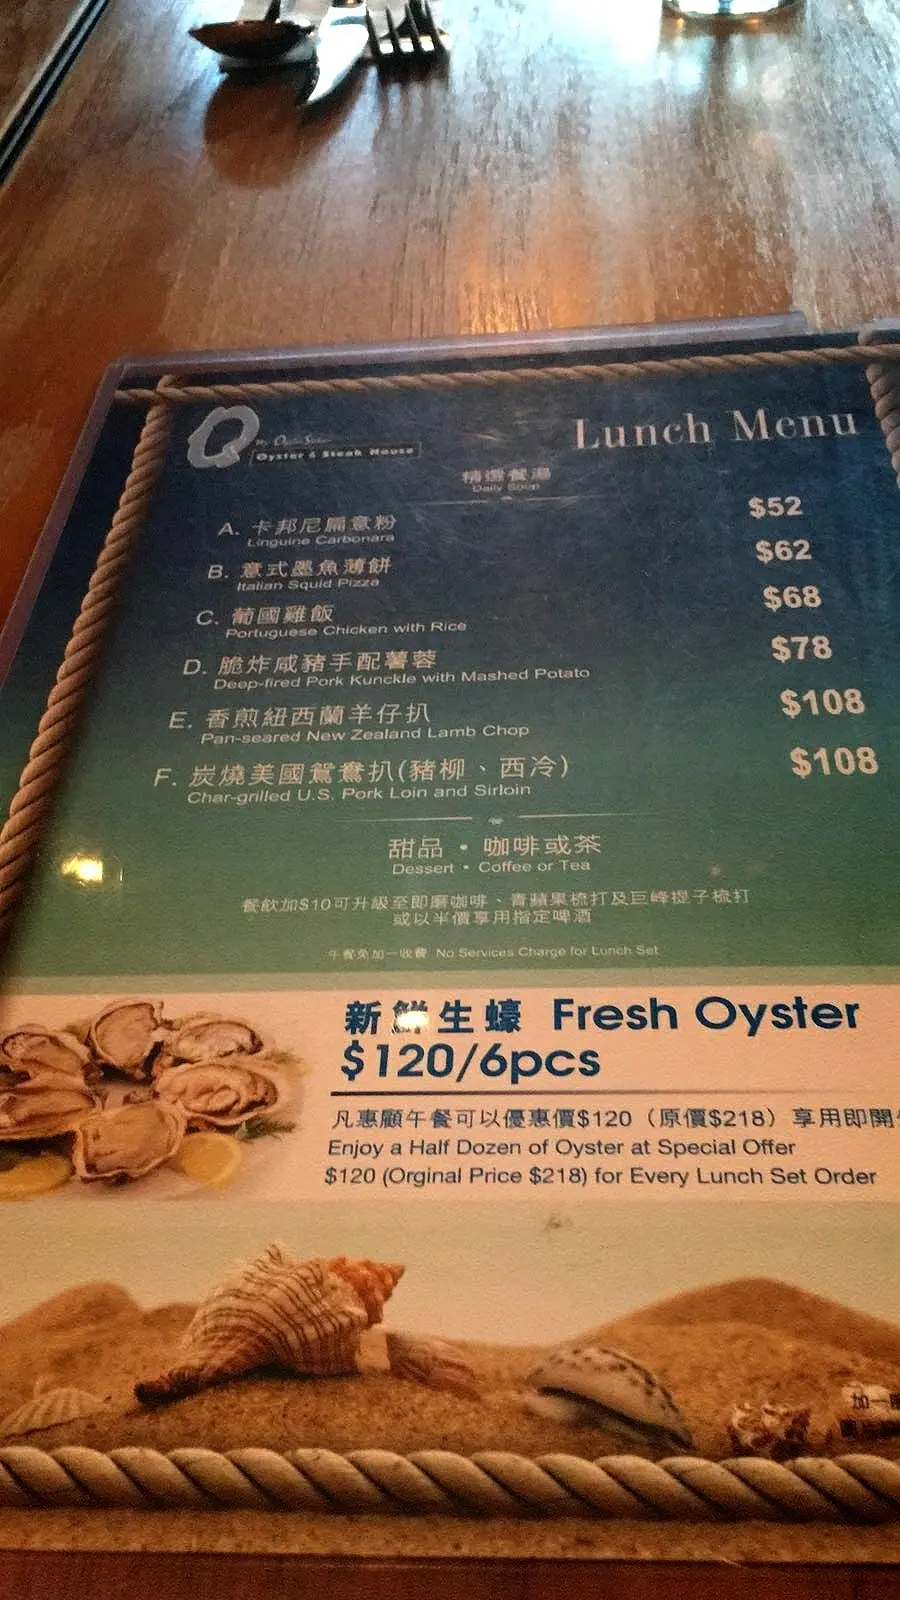 Q
Oyster & Steak House
Lunch Menu
精選餐湯
Daily Soup
A. 卡邦尼扁意粉 $52
Linguine Carbonara
B. 意式墨魚薄餅 $62
Italian Squid Pizza
C. 葡國雞飯 $68
Portuguese Chicken with Rice
D. 脆炸咸豬手配薯蓉 $78
Deep-fired Pork Kunckle with Mashed Potato
E. 香煎紐西蘭羊仔扒 $108
Pan-seared New Zealand Lamb Chop
F. 炭燒美國鴛鴦扒(豬柳、西冷) $108
Char-grilled U.S. Pork Loin and Sirloin
甜品 • 咖啡或茶
Dessert • Coffee or Tea
餐飲加$10可升級至即磨咖啡、青蘋果梳打及巨峰提子梳打
或以半價享用指定啤酒
午餐免加一收費 No Services Charge for Lunch Set
新鮮生蠔 Fresh Oyster
$120/6pcs
凡惠顧午餐可以優惠價$120（原價$218）享用即開
Enjoy a Half Dozen of Oyster at Special Offer
$120 (Orginal Price $218) for Every Lunch Set Order